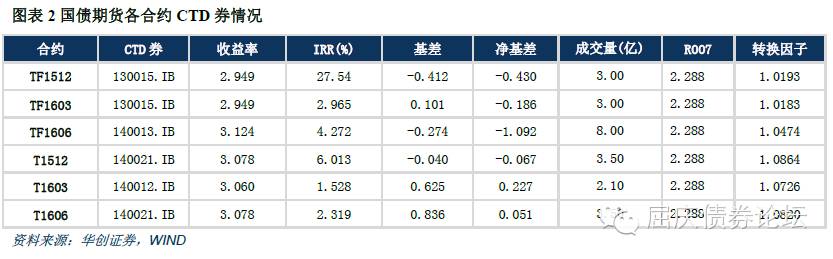 图表 2 国债期货各合约 CTD 券情况
合约 CTD 券 收益率 IRR(%) 基差 净基差 成交量(亿) R007 转换因子
TF1512 130015.IB 2.949 27.54 -0.412 -0.430 3.00 2.288 1.0193
TF1603 130015.IB 2.949 2.965 0.101 -0.186 3.00 2.288 1.0183
TF1606 140013.IB 3.124 4.272 -0.274 -1.092 8.00 2.288 1.0474
T1512 140021.IB 3.078 6.013 -0.040 -0.067 3.50 2.288 1.0864
T1603 140012.IB 3.060 1.528 0.625 0.227 2.10 2.288 1.0726
T1606 140021.IB 3.078 2.319 0.836 0.051 2.288
屈庆债券论坛
资料来源：华创证券，WIND